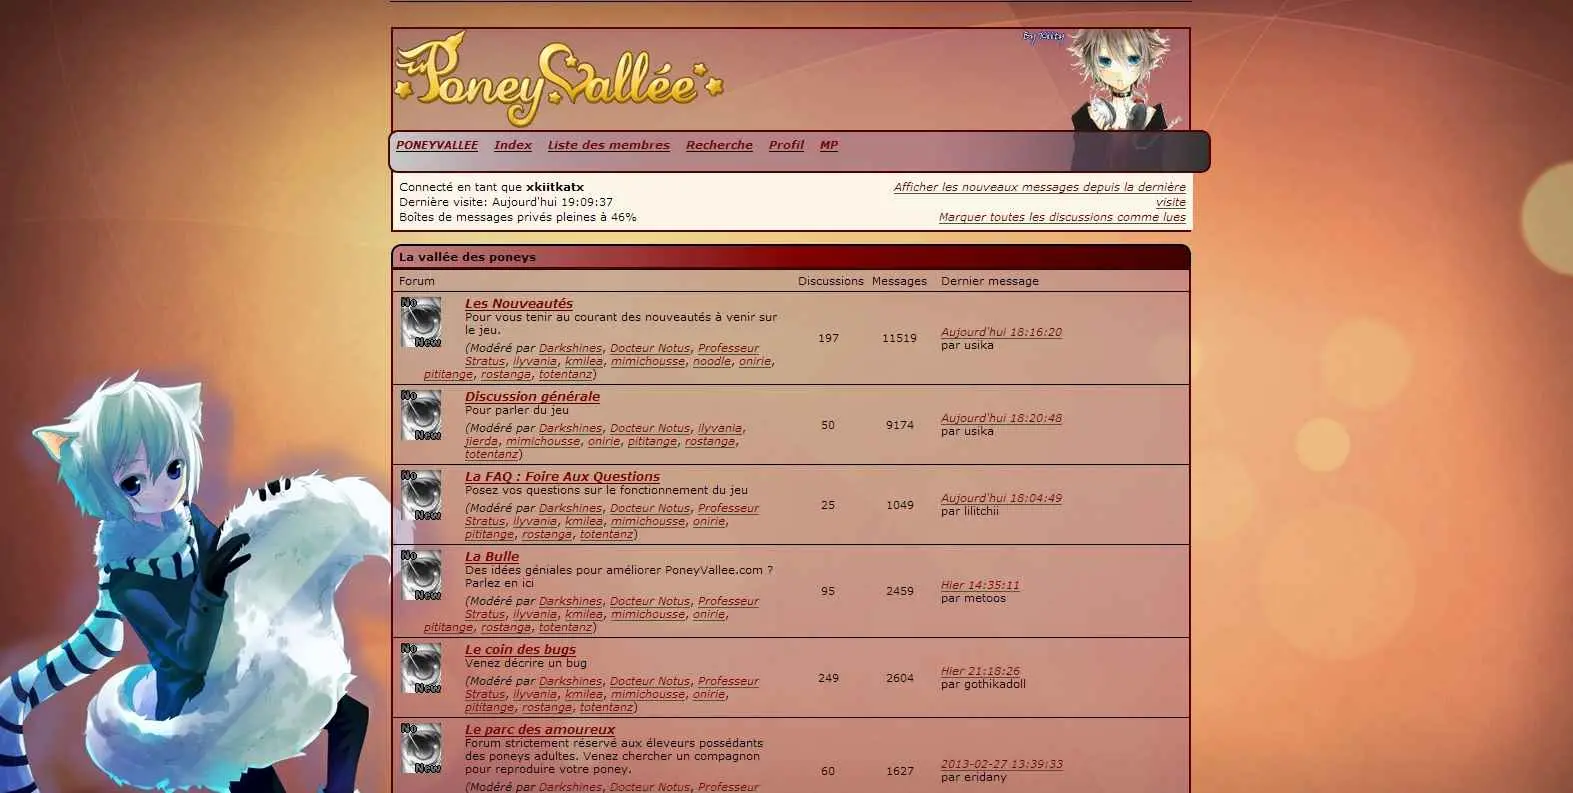 PoneyVallée
By Kiity
PONEYVALLEE Index Liste des membres Recherche Profil MP
Connecté en tant que xkiitkatx
Dernière visite: Aujourd'hui 19:09:37
Boîtes de messages privés pleines à 46%
Afficher les nouveaux messages depuis la dernière
visite
Marquer toutes les discussions comme lues
La vallée des poneys
Forum Discussions Messages Dernier message
No
New
Les Nouveautés
Pour vous tenir au courant des nouveautés à venir sur
le jeu.
(Modéré par Darkshines, Docteur Notus, Professeur
Stratus, ilyvania, kmilea, mimichousse, noodle, onirie,
pititange, rostanga, totentanz)
197 11519
Aujourd'hui 18:16:20
par usika
No
New
Discussion générale
Pour parler du jeu
(Modéré par Darkshines, Docteur Notus, ilyvania,
jierda, mimichousse, onirie, pititange, rostanga,
totentanz)
50 9174
Aujourd'hui 18:20:48
par usika
No
New
La FAQ : Foire Aux Questions
Posez vos questions sur le fonctionnement du jeu
(Modéré par Darkshines, Docteur Notus, Professeur
Stratus, ilyvania, kmilea, mimichousse, onirie,
pititange, rostanga, totentanz)
25 1049
Aujourd'hui 18:04:49
par lilitchii
No
New
La Bulle
Des idées géniales pour améliorer PoneyVallee.com ?
Parlez en ici
(Modéré par Darkshines, Docteur Notus, Professeur
Stratus, ilyvania, kmilea, mimichousse, onirie,
pititange, rostanga, totentanz)
95 2459
Hier 14:35:11
par metoos
No
New
Le coin des bugs
Venez décrire un bug
(Modéré par Darkshines, Docteur Notus, Professeur
Stratus, ilyvania, kmilea, mimichousse, onirie,
pititange, rostanga, totentanz)
249 2604
Hier 21:18:26
par gothikadoll
No
New
Le parc des amoureux
Forum strictement réservé aux éleveurs possédants
des poneys adultes. Venez chercher un compagnon
pour reproduire votre poney.
(Modéré par Darkshines, Docteur Notus, Professeur
60 1627
2013-02-27 13:39:33
par eridany